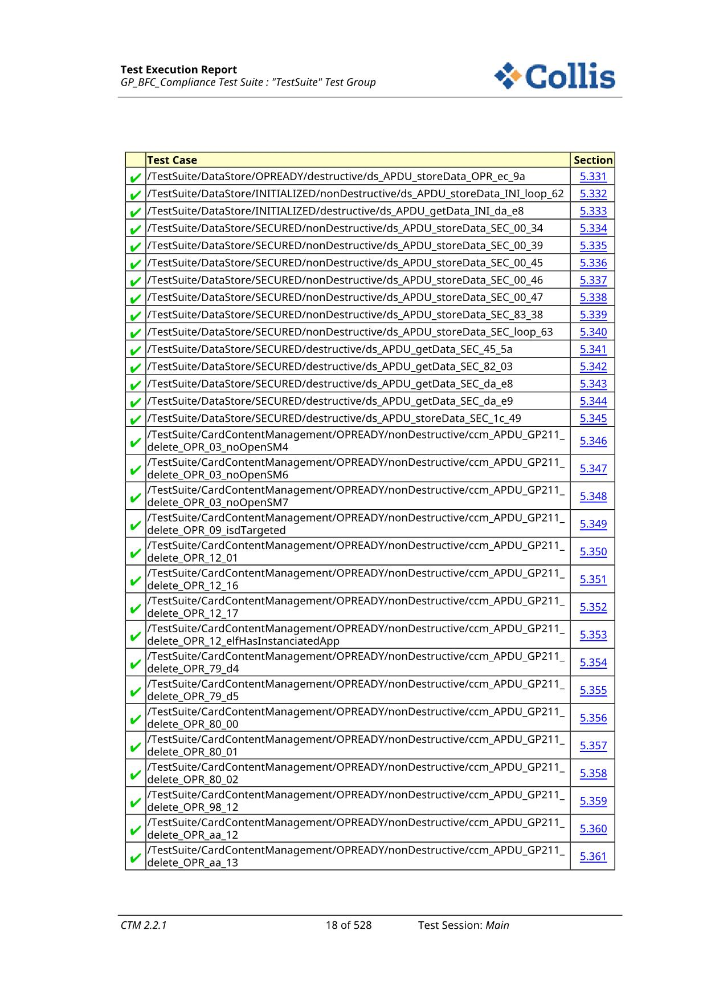 Test Execution Report
GP_BFC_Compliance Test Suite : "TestSuite" Test Group
Collis
Test Case Section
/TestSuite/DataStore/OPREADY/destructive/ds_APDU_storeData_OPR_ec_9a 5.331
/TestSuite/DataStore/INITIALIZED/nonDestructive/ds_APDU_storeData_INI_loop_62 5.332
/TestSuite/DataStore/INITIALIZED/destructive/ds_APDU_getData_INI_da_e8 5.333
/TestSuite/DataStore/SECURED/nonDestructive/ds_APDU_storeData_SEC_00_34 5.334
/TestSuite/DataStore/SECURED/nonDestructive/ds_APDU_storeData_SEC_00_39 5.335
/TestSuite/DataStore/SECURED/nonDestructive/ds_APDU_storeData_SEC_00_45 5.336
/TestSuite/DataStore/SECURED/nonDestructive/ds_APDU_storeData_SEC_00_46 5.337
/TestSuite/DataStore/SECURED/nonDestructive/ds_APDU_storeData_SEC_00_47 5.338
/TestSuite/DataStore/SECURED/nonDestructive/ds_APDU_storeData_SEC_83_38 5.339
/TestSuite/DataStore/SECURED/nonDestructive/ds_APDU_storeData_SEC_loop_63 5.340
/TestSuite/DataStore/SECURED/destructive/ds_APDU_getData_SEC_45_5a 5.341
/TestSuite/DataStore/SECURED/destructive/ds_APDU_getData_SEC_82_03 5.342
/TestSuite/DataStore/SECURED/destructive/ds_APDU_getData_SEC_da_e8 5.343
/TestSuite/DataStore/SECURED/destructive/ds_APDU_getData_SEC_da_e9 5.344
/TestSuite/DataStore/SECURED/destructive/ds_APDU_storeData_SEC_1c_49 5.345
/TestSuite/CardContentManagement/OPREADY/nonDestructive/ccm_APDU_GP211_
delete_OPR_03_noOpenSM4 5.346
/TestSuite/CardContentManagement/OPREADY/nonDestructive/ccm_APDU_GP211_
delete_OPR_03_noOpenSM6 5.347
/TestSuite/CardContentManagement/OPREADY/nonDestructive/ccm_APDU_GP211_
delete_OPR_03_noOpenSM7 5.348
/TestSuite/CardContentManagement/OPREADY/nonDestructive/ccm_APDU_GP211_
delete_OPR_09_isdTargeted 5.349
/TestSuite/CardContentManagement/OPREADY/nonDestructive/ccm_APDU_GP211_
delete_OPR_12_01 5.350
/TestSuite/CardContentManagement/OPREADY/nonDestructive/ccm_APDU_GP211_
delete_OPR_12_16 5.351
/TestSuite/CardContentManagement/OPREADY/nonDestructive/ccm_APDU_GP211_
delete_OPR_12_17 5.352
/TestSuite/CardContentManagement/OPREADY/nonDestructive/ccm_APDU_GP211_
delete_OPR_12_elfHasInstanciatedApp 5.353
/TestSuite/CardContentManagement/OPREADY/nonDestructive/ccm_APDU_GP211_
delete_OPR_79_d4 5.354
/TestSuite/CardContentManagement/OPREADY/nonDestructive/ccm_APDU_GP211_
delete_OPR_79_d5 5.355
/TestSuite/CardContentManagement/OPREADY/nonDestructive/ccm_APDU_GP211_
delete_OPR_80_00 5.356
/TestSuite/CardContentManagement/OPREADY/nonDestructive/ccm_APDU_GP211_
delete_OPR_80_01 5.357
/TestSuite/CardContentManagement/OPREADY/nonDestructive/ccm_APDU_GP211_
delete_OPR_80_02 5.358
/TestSuite/CardContentManagement/OPREADY/nonDestructive/ccm_APDU_GP211_
delete_OPR_98_12 5.359
/TestSuite/CardContentManagement/OPREADY/nonDestructive/ccm_APDU_GP211_
delete_OPR_aa_12 5.360
/TestSuite/CardContentManagement/OPREADY/nonDestructive/ccm_APDU_GP211_
delete_OPR_aa_13 5.361
CTM 2.2.1 18 of 528 Test Session: Main